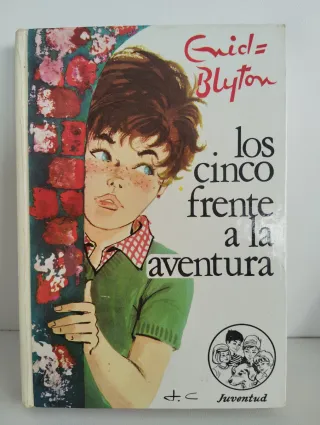 Enid
Blyton
los
cinco
frente
a la
aventura
J.C
Juventud